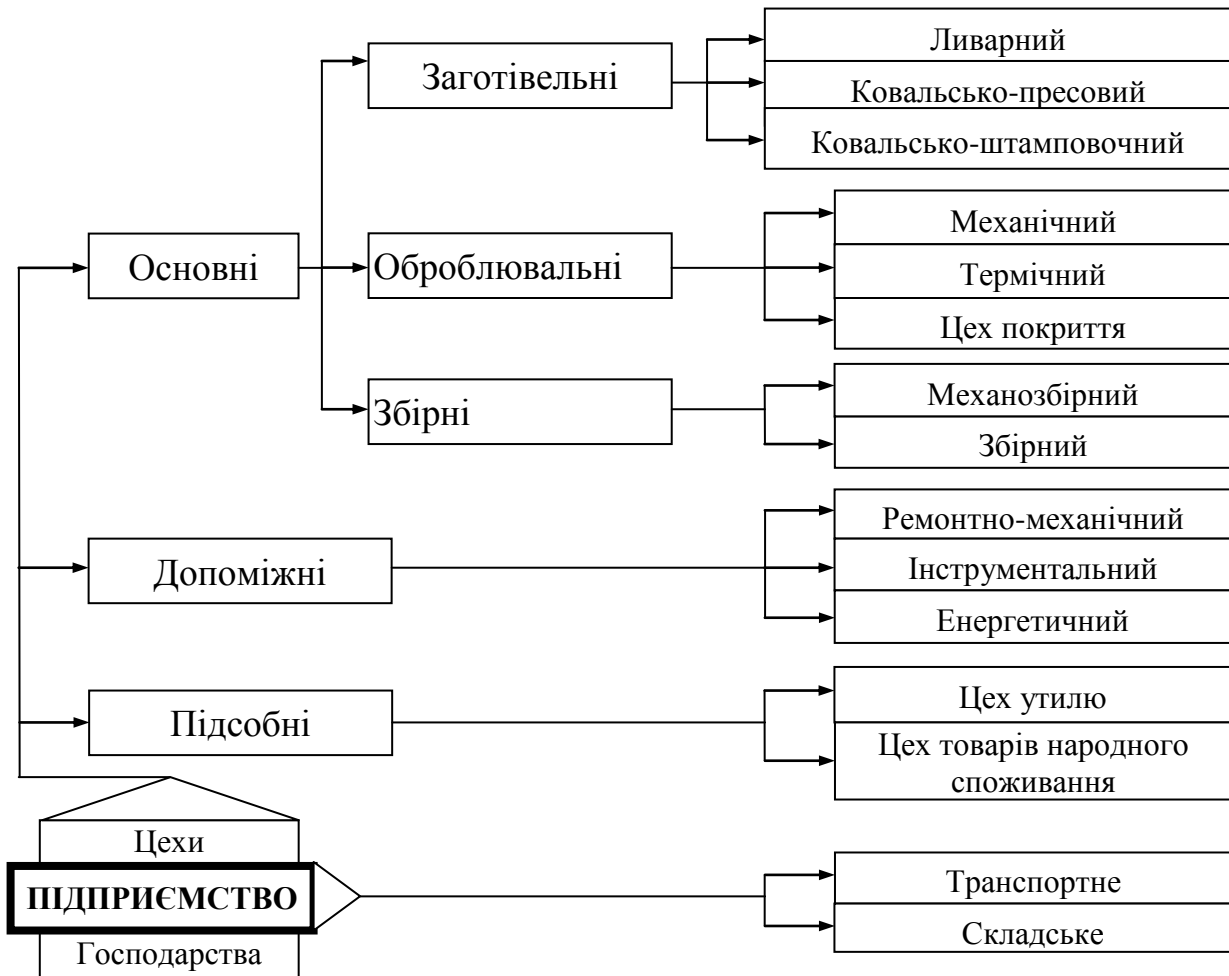 Ливарний
Заготівельні
Ковальсько-пресовий
Ковальсько-штамповочний
Механічний
Основні
Оброблювальні
Термічний
Цех покриття
Збірні
Механозбірний
Збірний
Ремонтно-механічний
Допоміжні
Інструментальний
Енергетичний
Підсобні
Цех утилю
Цех товарів народного
споживання
Цехи
ПІДПРИЄМСТВО
Господарства
Транспортне
Складське